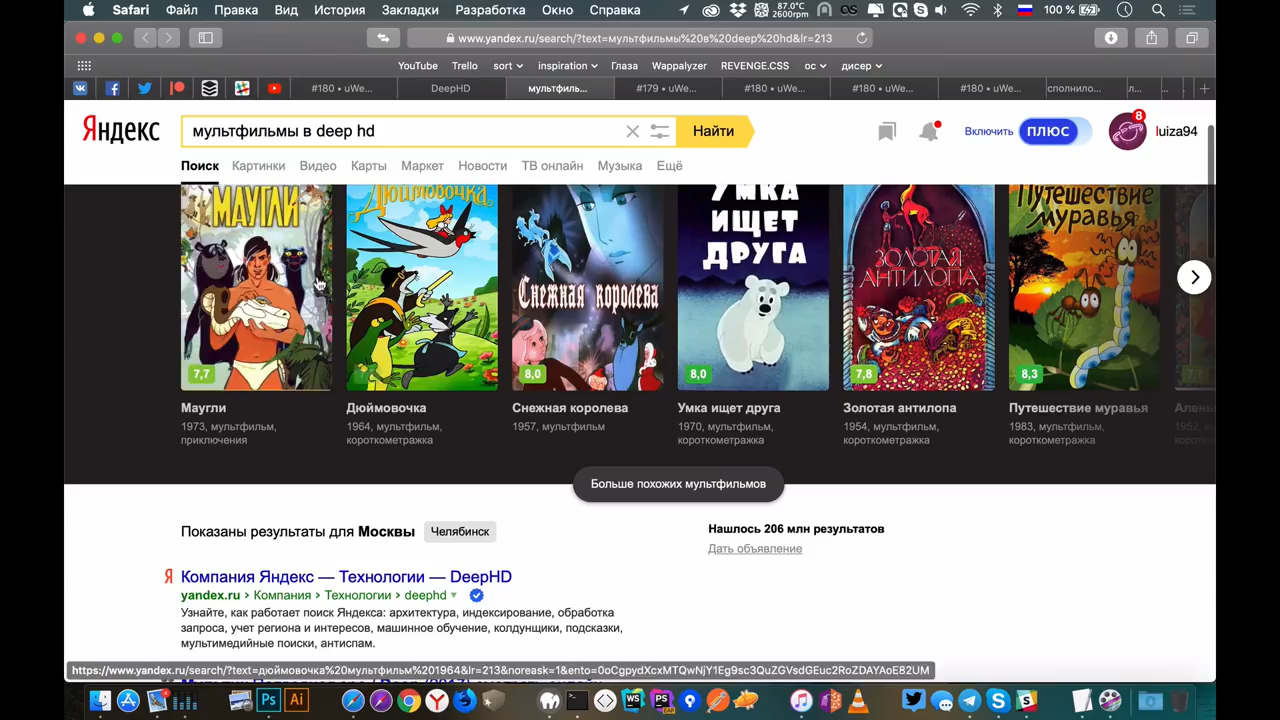 Safari Файл Правка Вид История Закладки Разработка Окно Справка
87.0°C
2600rpm
100 %
www.yandex.ru/search/?text=мультфильмы%20в%20deep%20hd&lr=213
YouTube Trello sort inspiration Глаза Wappalyzer REVENGE.CSS ос дисер
#180 • uWe... DeepHD мультфиль... #179 • uWe... #180 • uWe... #180 • uWe... #180 • uWe... сполнило...
Яндекс
мультфильмы в deep hd
Найти
Включить ПЛЮС
8
luiza94
Поиск Картинки Видео Карты Маркет Новости ТВ онлайн Музыка Ещё
МАУГЛИ
Дюймовочка
Снежная королева
УМКА
ИЩЕТ
ДРУГА
ЗОЛОТАЯ
АНТИЛОПА
Путешествие
муравья
7,7
8,0
8,0
7,8
8,3
7,7
Маугли
1973, мультфильм,
приключения
Дюймовочка
1964, мультфильм,
короткометражка
Снежная королева
1957, мультфильм
Умка ищет друга
1970, мультфильм,
короткометражка
Золотая антилопа
1954, мультфильм,
короткометражка
Путешествие муравья
1983, мультфильм,
короткометражка
Больше похожих мультфильмов
Показаны результаты для Москвы Челябинск
Нашлось 206 млн результатов
Дать объявление
Я Компания Яндекс — Технологии — DeepHD
yandex.ru > Компания > Технологии > deephd
Узнайте, как работает поиск Яндекса: архитектура, индексирование, обработка
запроса, учет региона и интересов, машинное обучение, колдунщики, подсказки,
мультимедийные поиски, антиспам.
https://www.yandex.ru/search/?text=дюймовочка%20мультфильм%201964&lr=213&noreask=1&ento=0oCgpydXcxMTQwNjY1Eg9sc3QuZGVsdGEuc2RoZDAYAoE82UM
Ps
Ai
WS
PS